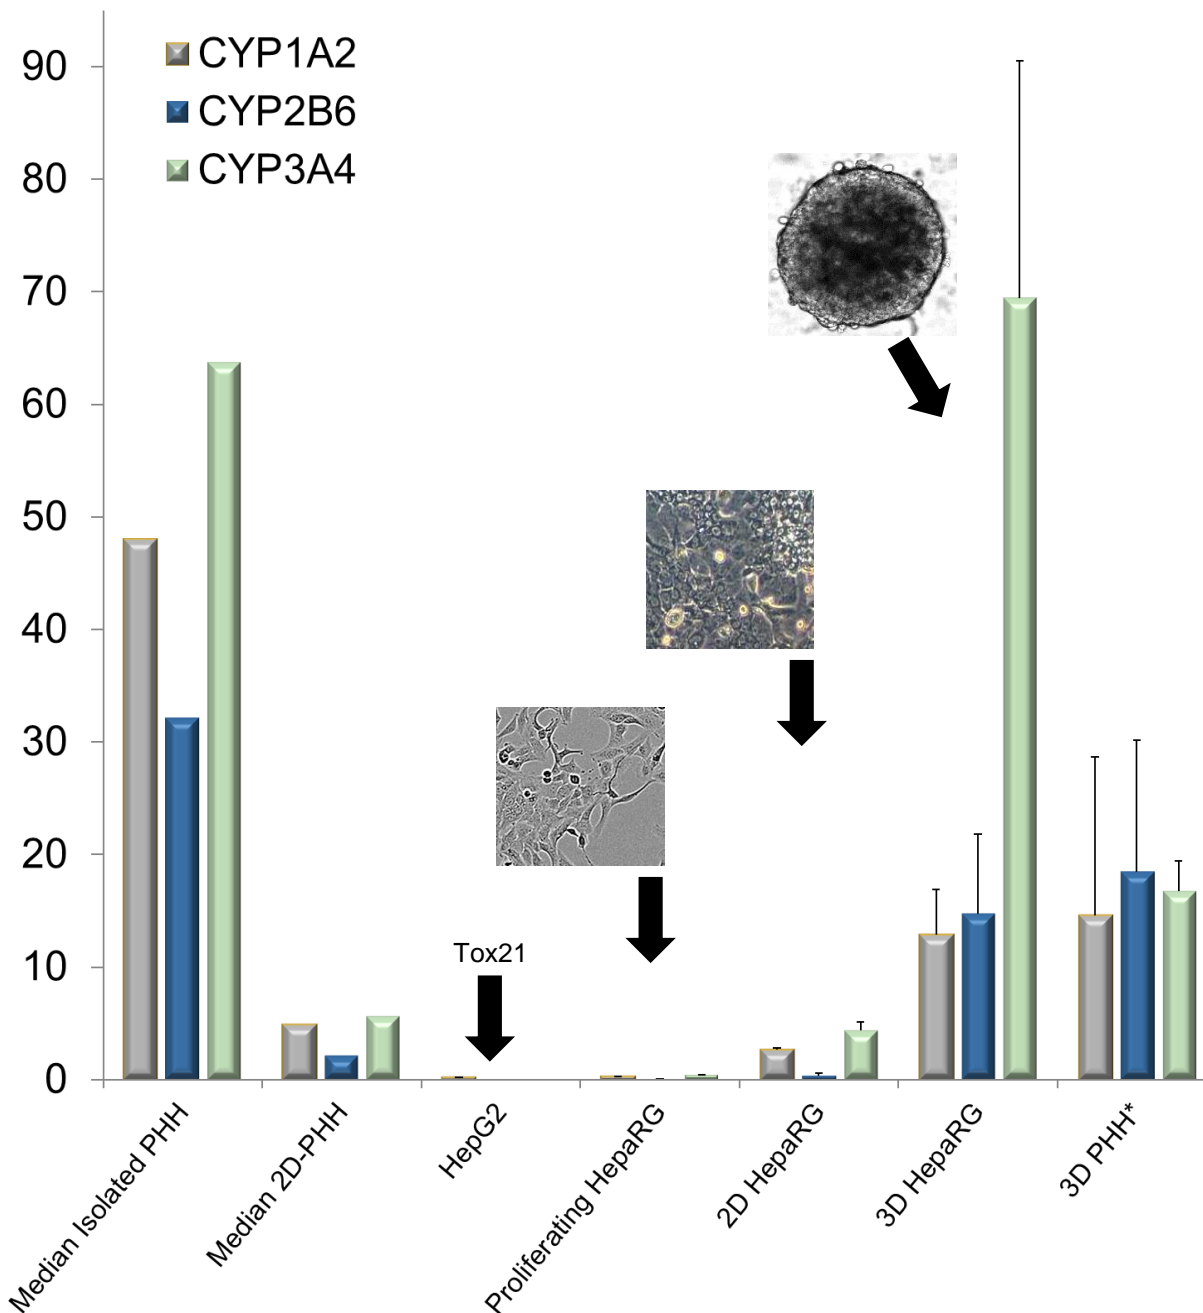 90
80
70
60
50
40
30
20
10
0
CYP1A2
CYP2B6
CYP3A4
Tox21
Median Isolated PHH
Median 2D-PHH
HepG2
Proliferating HepaRG
2D HepaRG
3D HepaRG
3D PHH*